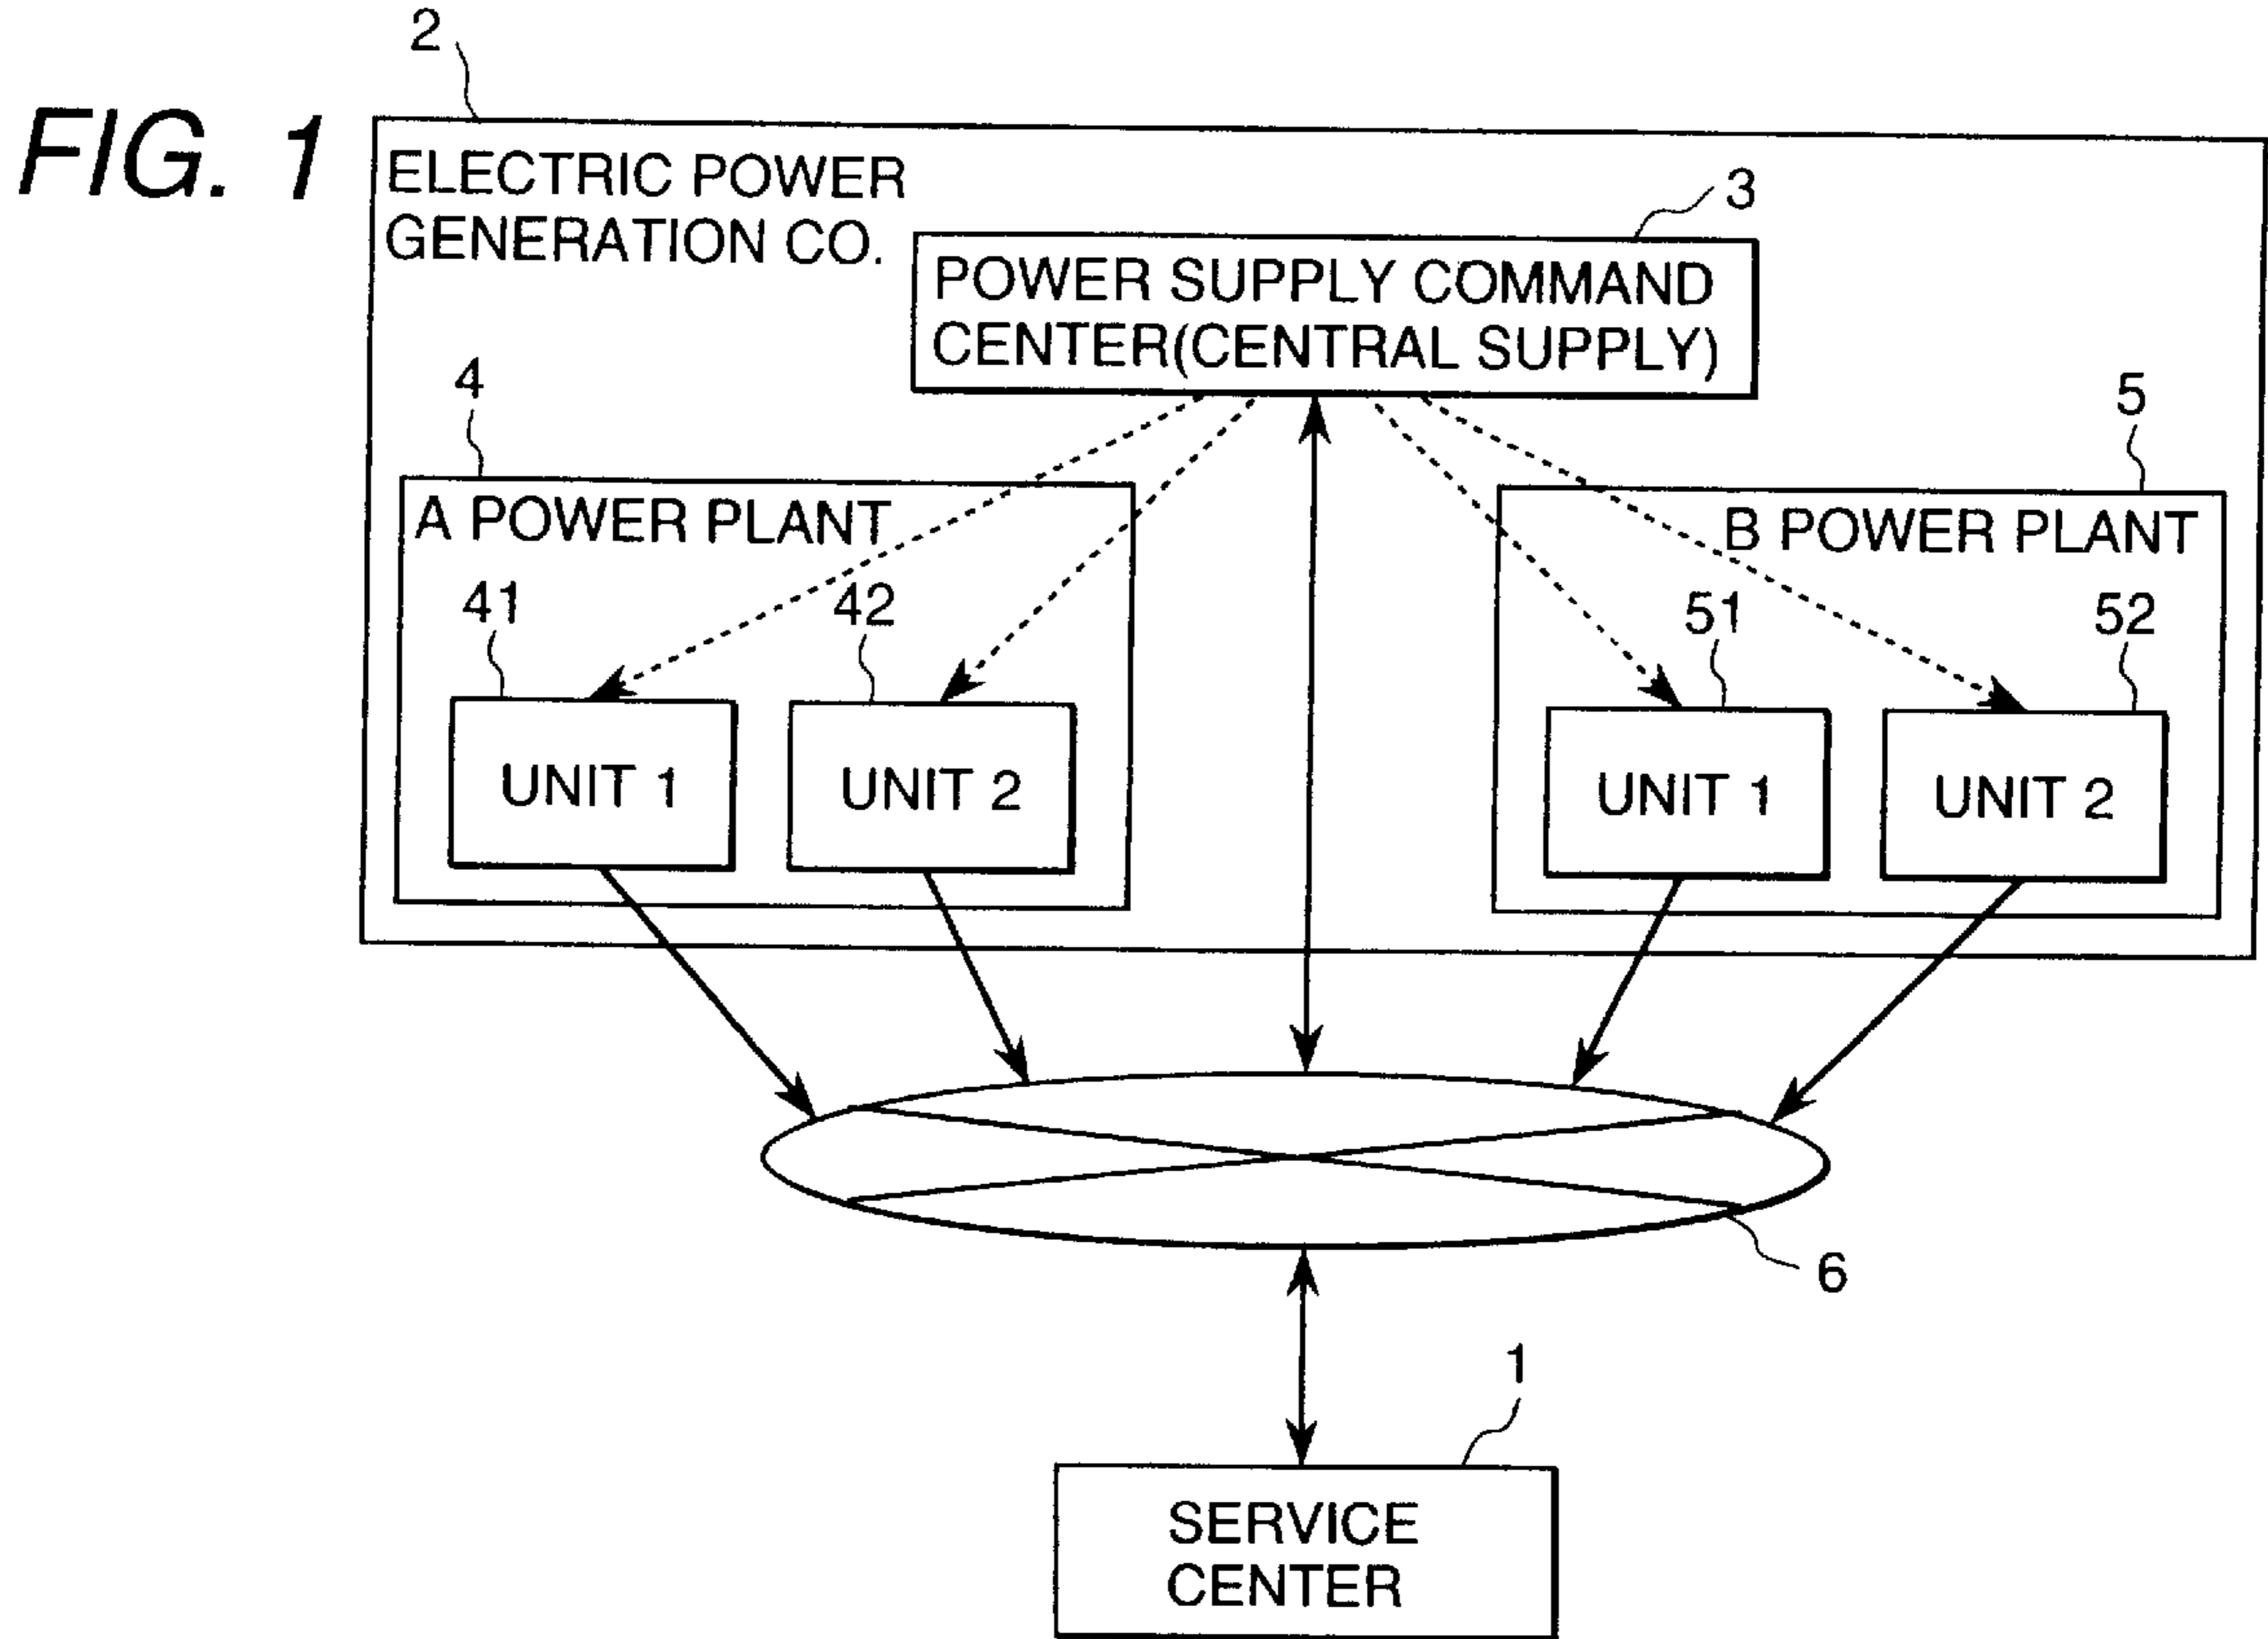 FIG. 1
2
ELECTRIC POWER
GENERATION CO.
3
POWER SUPPLY COMMAND
CENTER(CENTRAL SUPPLY)
4
A POWER PLANT
5
B POWER PLANT
41
42
51
52
UNIT 1
UNIT 2
UNIT 1
UNIT 2
6
1
SERVICE
CENTER